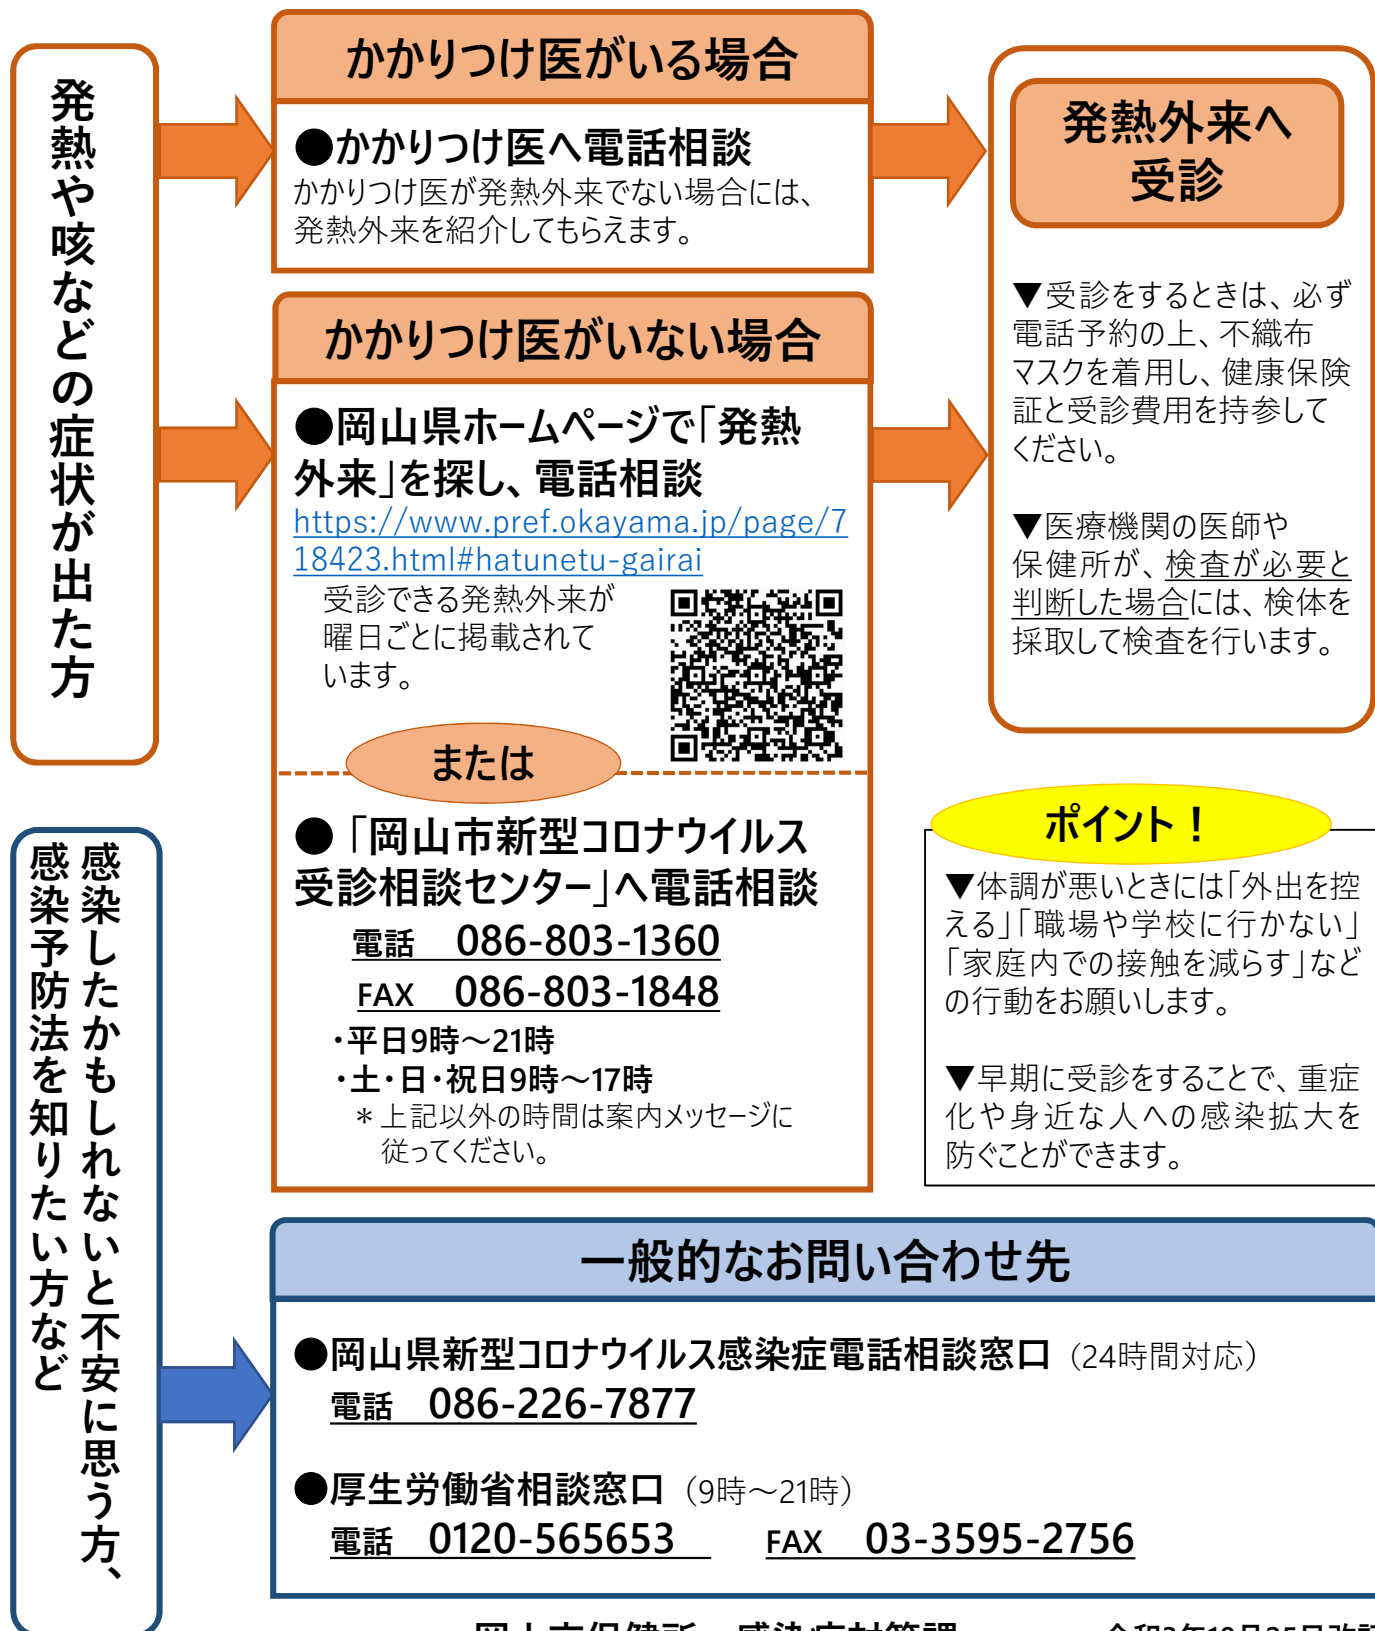 発熱や咳などの症状が出た方
かかりつけ医がいる場合
●かかりつけ医へ電話相談
かかりつけ医が発熱外来でない場合には、
発熱外来を紹介してもらえます。
かかりつけ医がいない場合
●岡山県ホームページで「発熱
外来」を探し、電話相談
https://www.pref.okayama.jp/page/7
18423.html#hatunetu-gairai
受診できる発熱外来が
曜日ごとに掲載されて
います。
または
●「岡山市新型コロナウイルス
受診相談センター」へ電話相談
電話　086-803-1360
FAX　086-803-1848
・平日9時～21時
・土・日・祝日9時～17時
＊上記以外の時間は案内メッセージに
従ってください。
発熱外来へ
受診
▼受診をするときは、必ず
電話予約の上、不織布
マスクを着用し、健康保険
証と受診費用を持参して
ください。
▼医療機関の医師や
保健所が、検査が必要と
判断した場合には、検体を
採取して検査を行います。
ポイント！
▼体調が悪いときには「外出を控
える」「職場や学校に行かない」
「家庭内での接触を減らす」など
の行動をお願いします。
▼早期に受診をすることで、重症
化や身近な人への感染拡大を
防ぐことができます。
感染したかもしれないと不安に思う方、
感染予防法を知りたい方など
一般的なお問い合わせ先
●岡山県新型コロナウイルス感染症電話相談窓口（24時間対応）
電話　086-226-7877
●厚生労働省相談窓口（9時～21時）
電話　0120-565653　FAX　03-3595-2756
岡山市保健所　感染症対策課